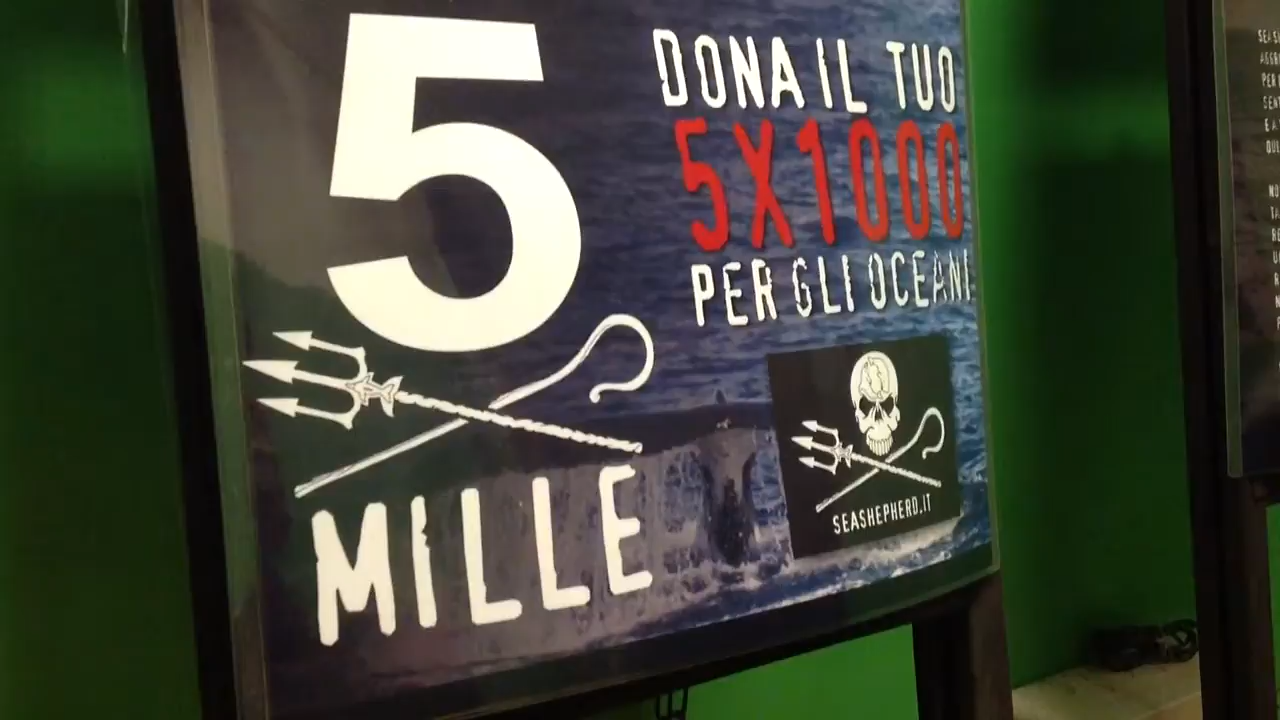 5
MILLE
DONA IL TUO
5X1000
PER GLI OCEANI
SEASHEPHERD.IT